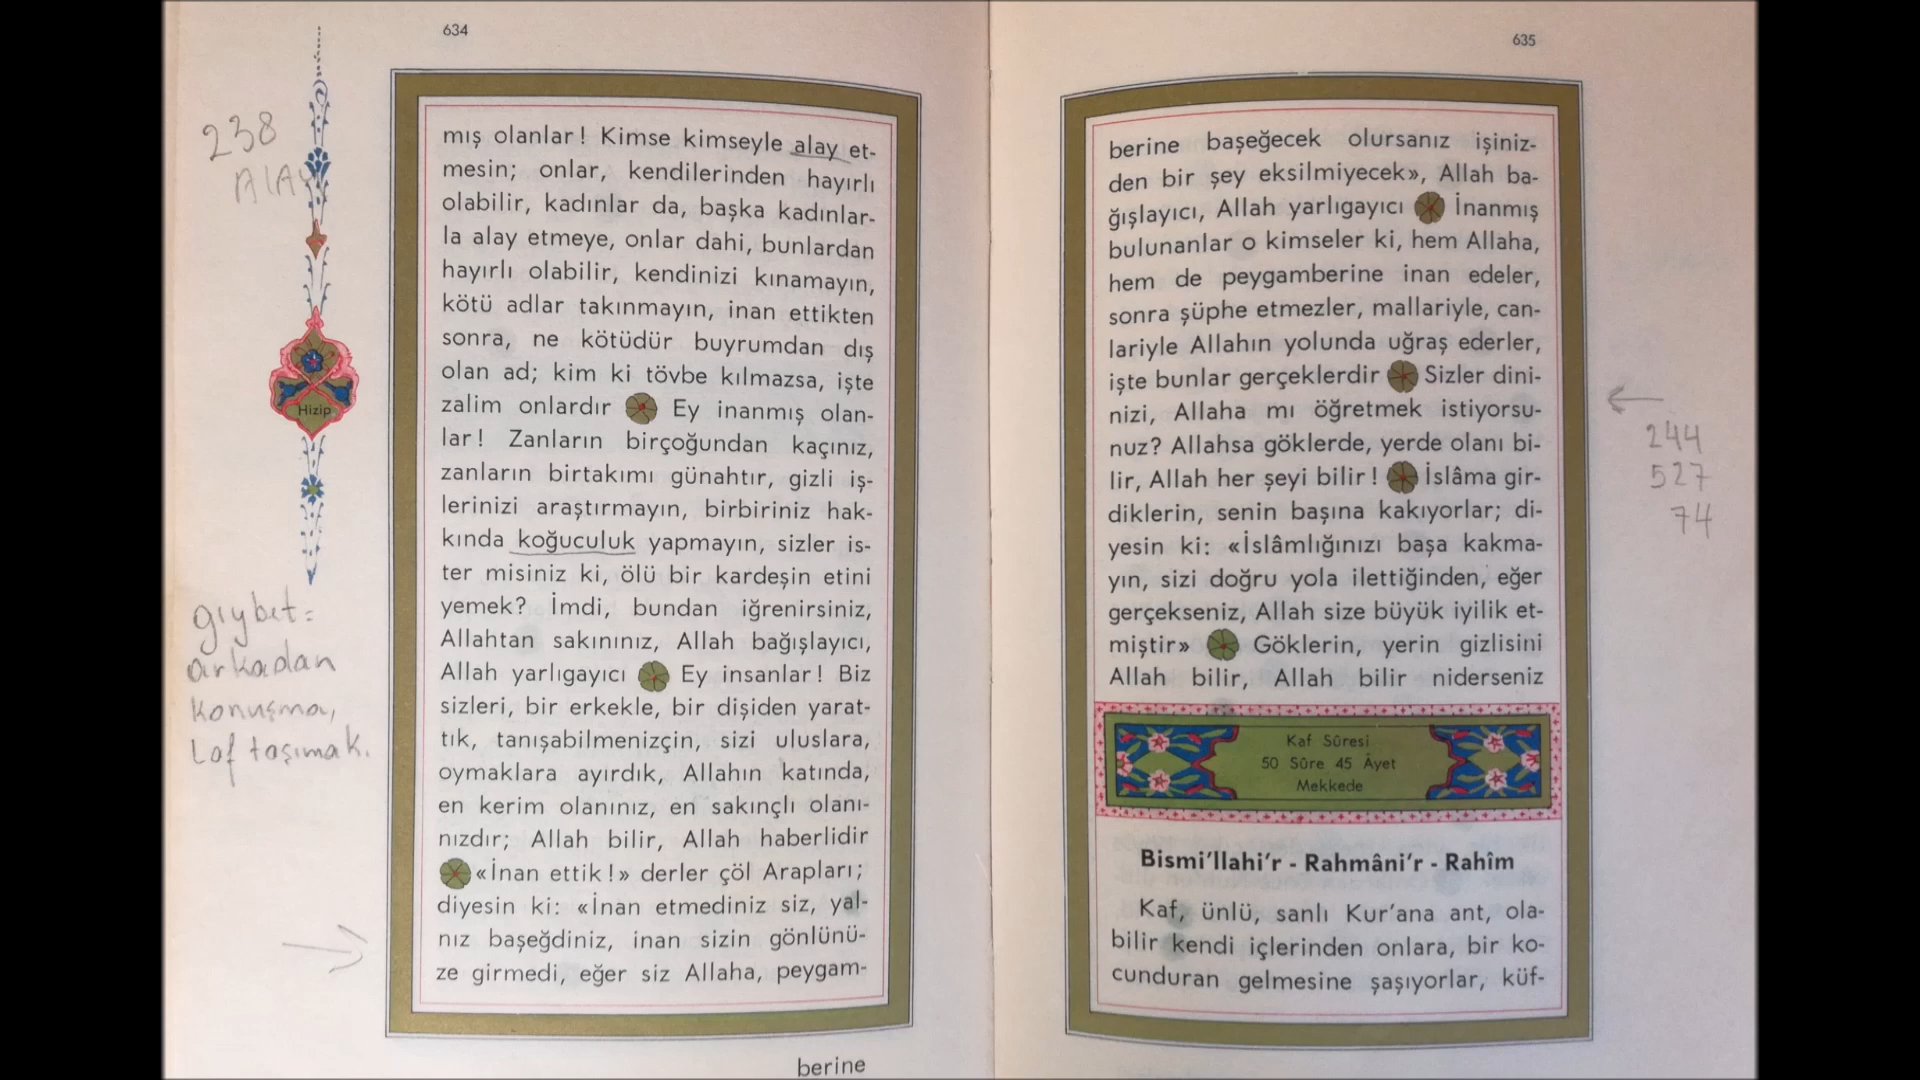 634
238
ALAY
Hizip
gıybet=
arkadan
konuşma,
Laf taşımak.
mış olanlar! Kimse kimseyle alay et-
mesin; onlar, kendilerinden hayırlı
olabilir, kadınlar da, başka kadınlar-
la alay etmeye, onlar dahi, bunlardan
hayırlı olabilir, kendinizi kınamayın,
kötü adlar takınmayın, inan ettikten
sonra, ne kötüdür buyrumdan dış
olan ad; kim ki tövbe kılmazsa, işte
zalim onlardır Ey inanmış olan-
lar! Zanların birçoğundan kaçınız,
zanların birtakımı günahtır, gizli iş-
lerinizi araştırmayın, birbiriniz hak-
kında koğuculuk yapmayın, sizler is-
ter misiniz ki, ölü bir kardeşin etini
yemek? İmdi, bundan iğrenirsiniz,
Allahtan sakınınız, Allah bağışlayıcı,
Allah yarlıgayıcı Ey insanlar! Biz
sizleri, bir erkekle, bir dişiden yarat-
tık, tanışabilmenizçin, sizi uluslara,
oymaklara ayırdık, Allahın katında,
en kerim olanınız, en sakınçlı olanı-
nızdır; Allah bilir, Allah haberlidir
«İnan ettik!» derler çöl Arapları;
diyesin ki: «İnan etmediniz siz, yal-
nız başeğdiniz, inan sizin gönlünü-
ze girmedi, eğer siz Allaha, peygam-
berine
635
berine başeğecek olursanız işiniz-
den bir şey eksilmiyecek», Allah ba-
ğışlayıcı, Allah yarlıgayıcı İnanmış
bulunanlar o kimseler ki, hem Allaha,
hem de peygamberine inan edeler,
sonra şüphe etmezler, mallariyle, can-
lariyle Allahın yolunda uğraş ederler,
işte bunlar gerçeklerdir Sizler dini-
nizi, Allaha mı öğretmek istiyorsu-
nuz? Allahsa göklerde, yerde olanı bi-
lir, Allah her şeyi bilir! İslâma gir-
diklerin, senin başına kakıyorlar; di-
yesin ki: «İslâmlığınızı başa kakma-
yın, sizi doğru yola ilettiğinden, eğer
gerçekseniz, Allah size büyük iyilik et-
miştir» Göklerin, yerin gizlisini
Allah bilir, Allah bilir niderseniz
Kaf Sûresi
50 Sûre 45 Âyet
Mekkede
Bismi'llahi'r - Rahmâni'r - Rahîm
Kaf, ünlü, sanlı Kur'ana ant, ola-
bilir kendi içlerinden onlara, bir ko-
cunduran gelmesine şaşıyorlar, küf-
244
527
74